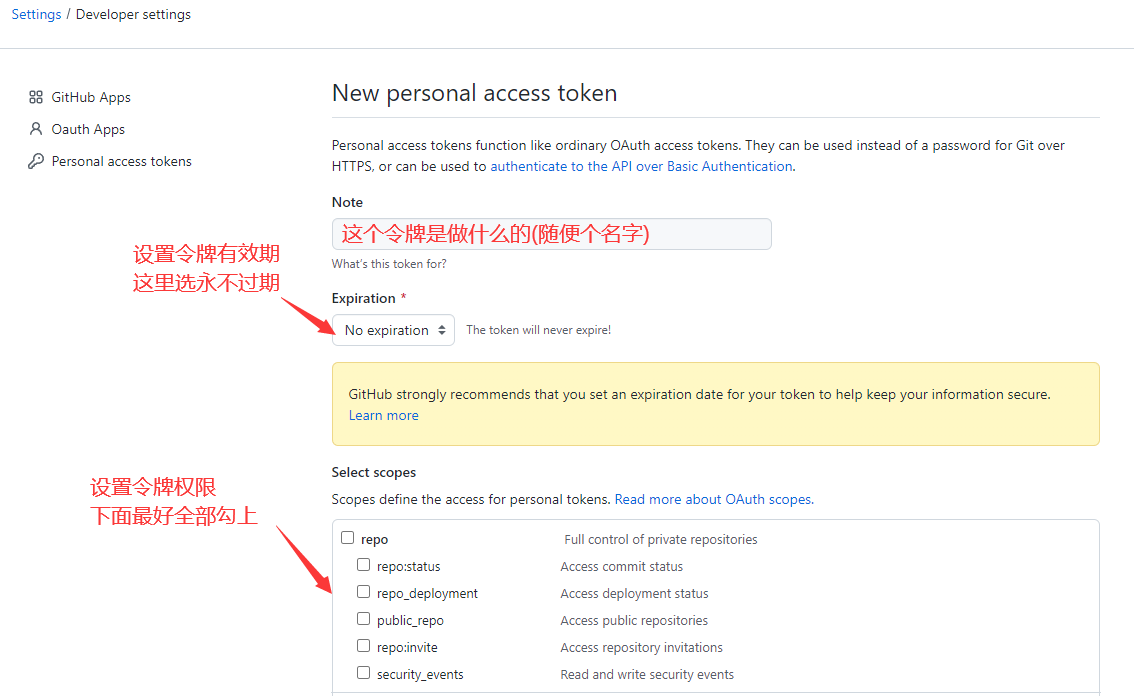 Settings / Developer settings
GitHub Apps
Oauth Apps
Personal access tokens
New personal access token
Personal access tokens function like ordinary OAuth access tokens. They can be used instead of a password for Git over
HTTPS, or can be used to authenticate to the API over Basic Authentication.
Note
这个令牌是做什么的(随便个名字)
What's this token for?
设置令牌有效期
这里选永不过期
Expiration *
No expiration
The token will never expire!
GitHub strongly recommends that you set an expiration date for your token to help keep your information secure.
Learn more
Select scopes
Scopes define the access for personal tokens. Read more about OAuth scopes.
设置令牌权限
下面最好全部勾上
repo Full control of private repositories
repo:status Access commit status
repo_deployment Access deployment status
public_repo Access public repositories
repo:invite Access repository invitations
security_events Read and write security events